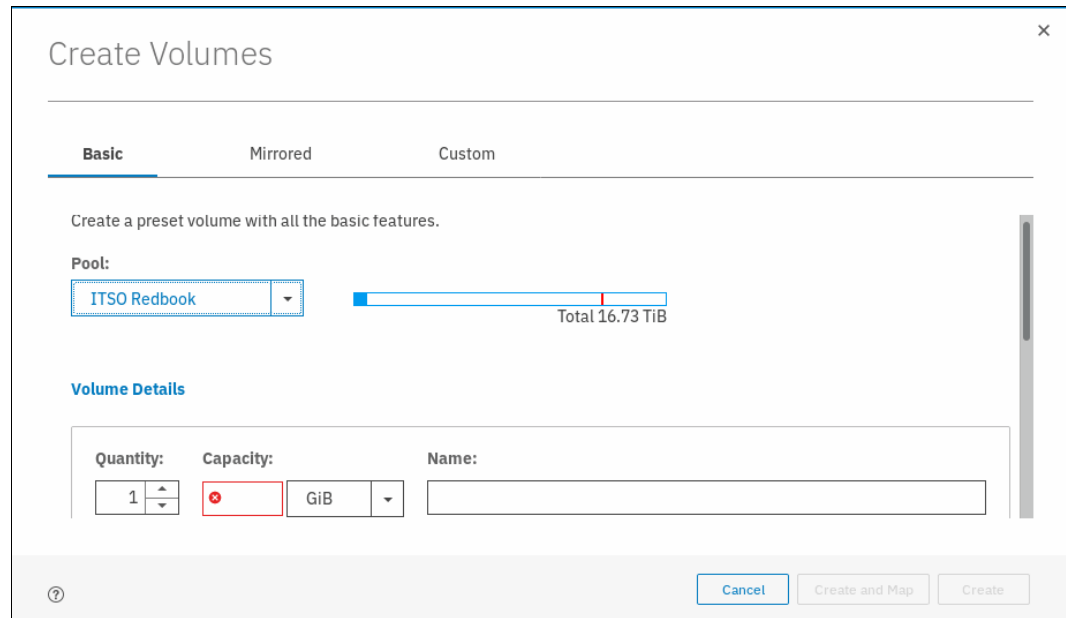 Create Volumes
Basic Mirrored Custom
Create a preset volume with all the basic features.
Pool:
ITSO Redbook
Total 16.73 TiB
Volume Details
Quantity: Capacity: Name:
1 GiB
Cancel Create and Map Create